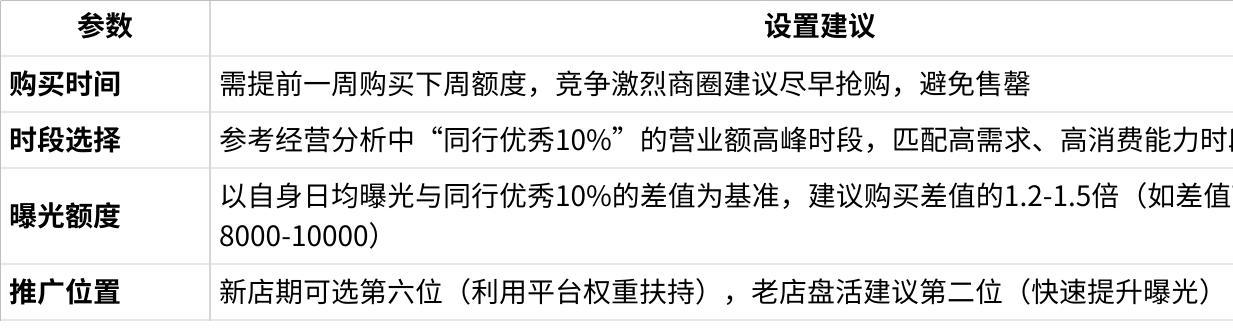 参数 设置建议
购买时间 需提前一周购买下周额度，竞争激烈商圈建议尽早抢购，避免售罄
时段选择 参考经营分析中“同行优秀10%”的营业额高峰时段，匹配高需求、高消费能力时
曝光额度 以自身日均曝光与同行优秀10%的差值为基准，建议购买差值的1.2-1.5倍（如差值
8000-10000）
推广位置 新店期可选第六位（利用平台权重扶持），老店盘活建议第二位（快速提升曝光）